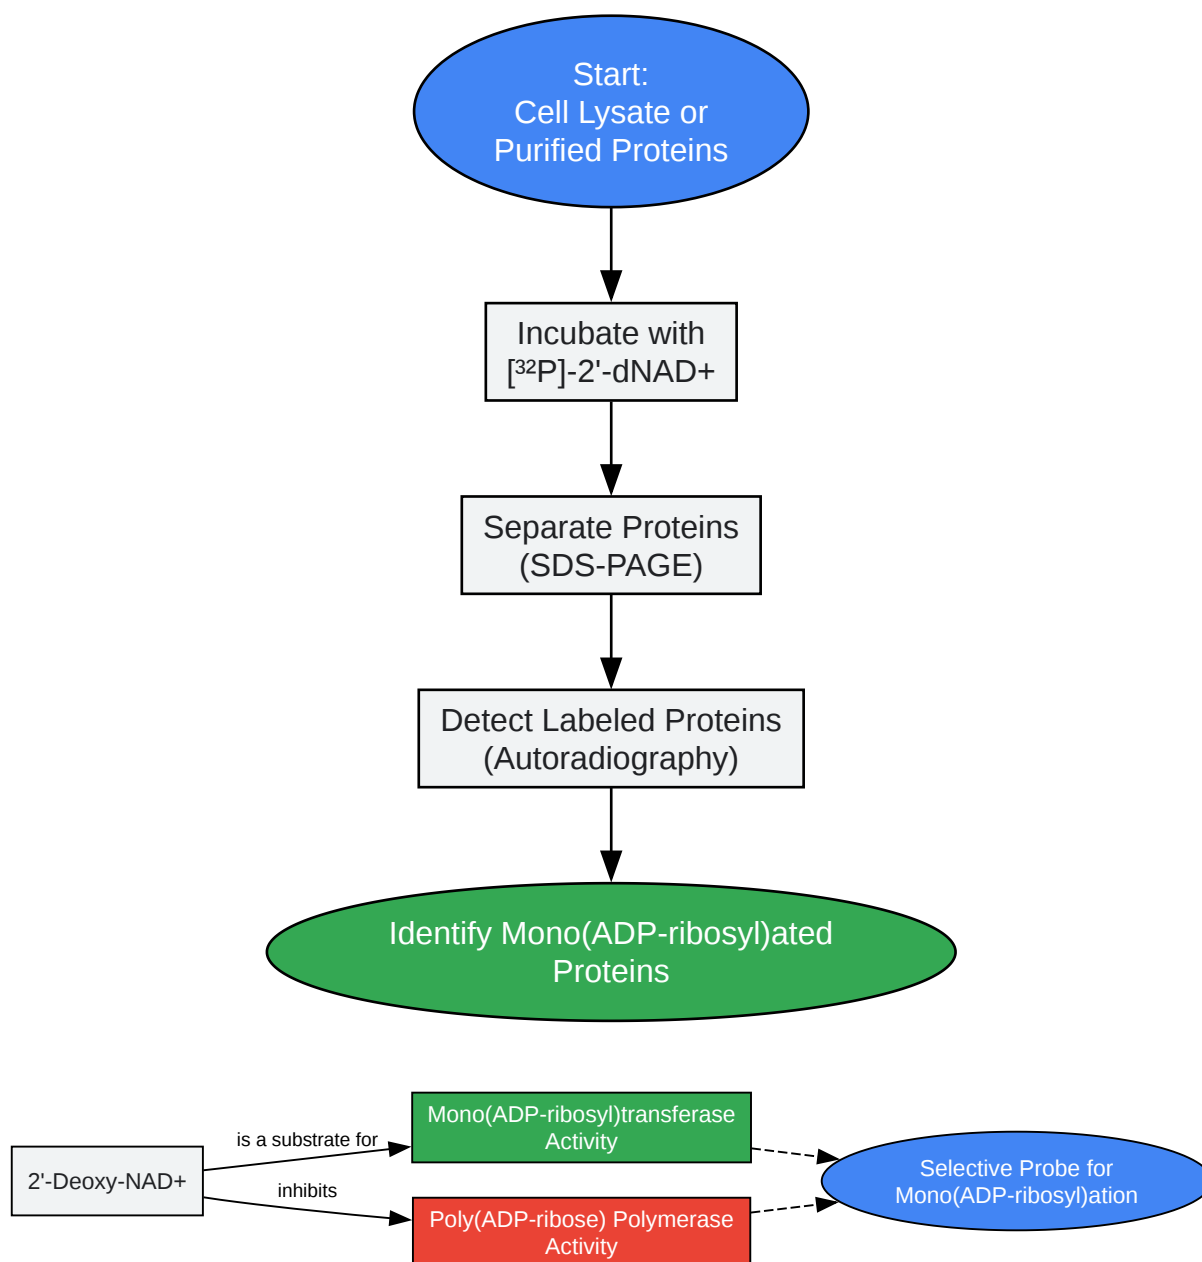 Start:
Cell Lysate or
Purified Proteins
Incubate with
[³²P]-2'-dNAD+
Separate Proteins
(SDS-PAGE)
Detect Labeled Proteins
(Autoradiography)
Identify Mono(ADP-ribosyl)ated
Proteins
2'-Deoxy-NAD+
is a substrate for
inhibits
Mono(ADP-ribosyl)transferase
Activity
Poly(ADP-ribose) Polymerase
Activity
Selective Probe for
Mono(ADP-ribosyl)ation